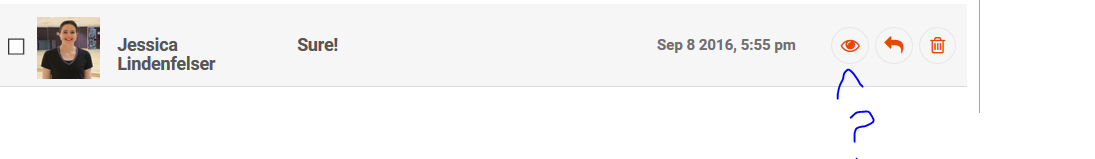 Jessica
Lindenfelser
Sure!
Sep 8 2016, 5:55 pm
?